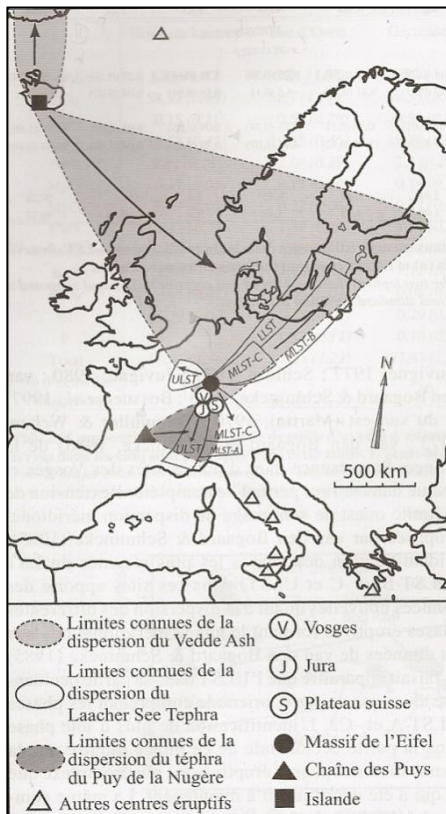 ULST
LLST
MLST-C
MLST-B
V
J
S
MLST-C
ULST
MLST-A
N
500 km
Limites connues de la
dispersion du Vedde Ash
Limites connues de la
dispersion du
Laacher See Tephra
Limites connues de la
dispersion du téphra
du Puy de la Nugère
Autres centres éruptifs
V Vosges
J Jura
S Plateau suisse
Massif de l'Eifel
Chaîne des Puys
Islande